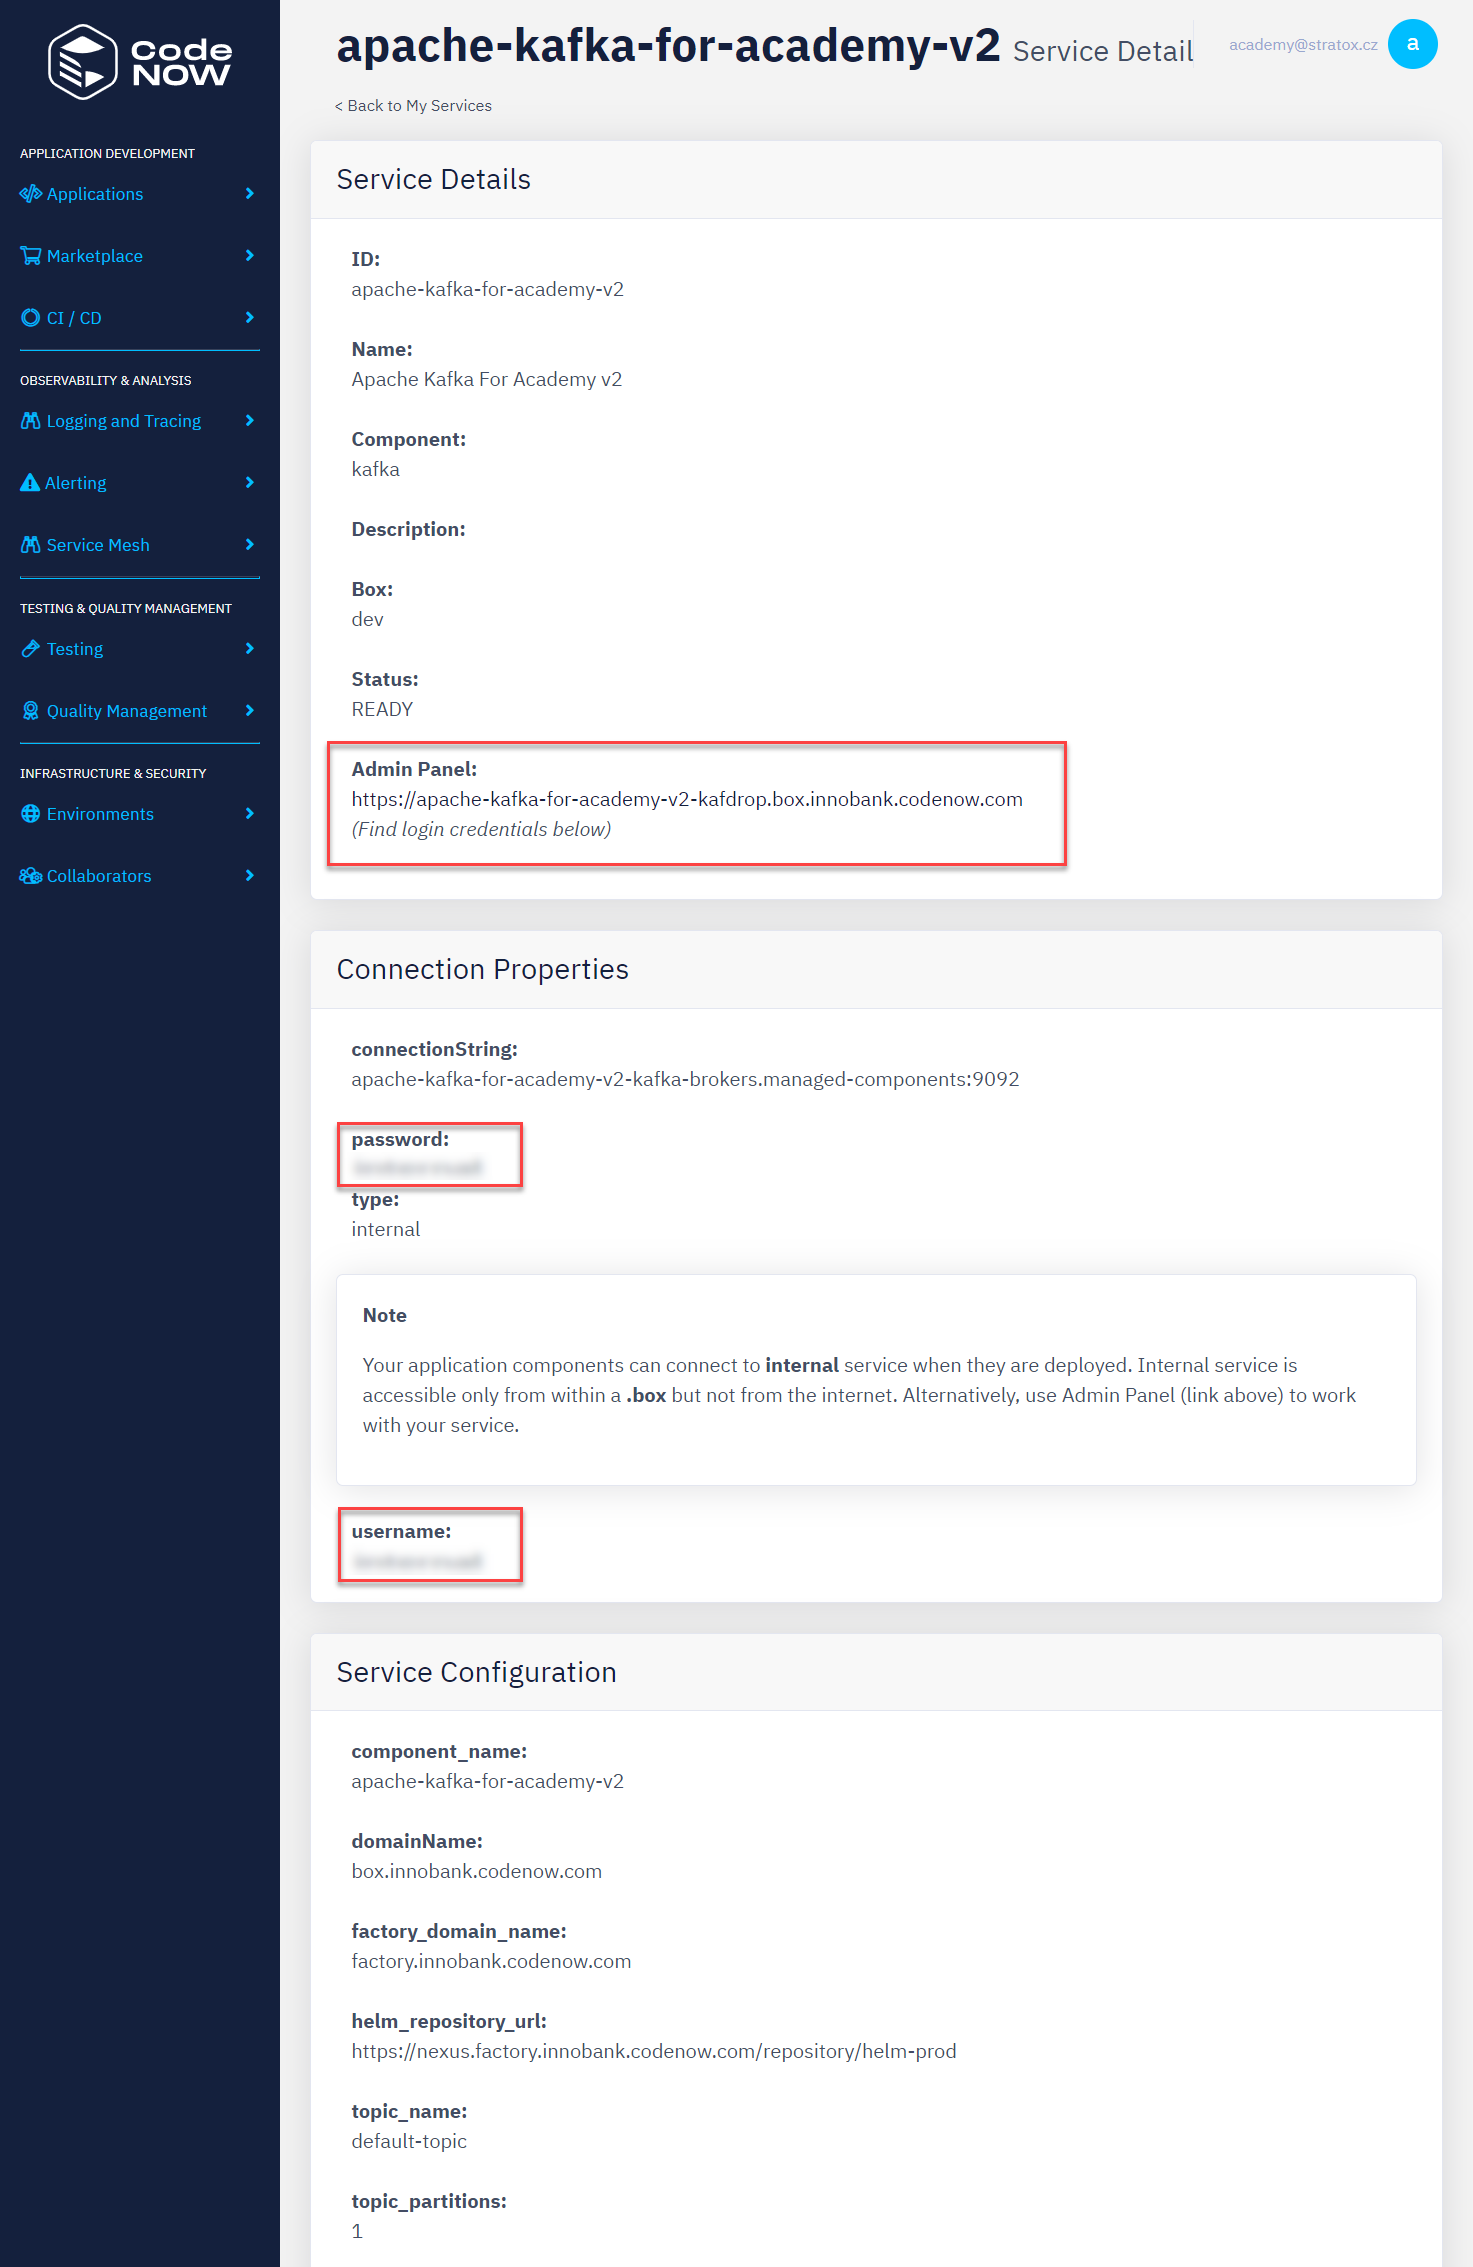 Code
NOW
APPLICATION DEVELOPMENT
Applications
Marketplace
CI / CD
OBSERVABILITY & ANALYSIS
Logging and Tracing
Alerting
Service Mesh
TESTING & QUALITY MANAGEMENT
Testing
Quality Management
INFRASTRUCTURE & SECURITY
Environments
Collaborators
apache-kafka-for-academy-v2 Service Detail
academy@stratox.cz
a
< Back to My Services
Service Details
ID:
apache-kafka-for-academy-v2
Name:
Apache Kafka For Academy v2
Component:
kafka
Description:
Box:
dev
Status:
READY
Admin Panel:
https://apache-kafka-for-academy-v2-kafdrop.box.innobank.codenow.com
(Find login credentials below)
Connection Properties
connectionString:
apache-kafka-for-academy-v2-kafka-brokers.managed-components:9092
password:
type:
internal
Note
Your application components can connect to internal service when they are deployed. Internal service is
accessible only from within a .box but not from the internet. Alternatively, use Admin Panel (link above) to work
with your service.
username:
Service Configuration
component_name:
apache-kafka-for-academy-v2
domainName:
box.innobank.codenow.com
factory_domain_name:
factory.innobank.codenow.com
helm_repository_url:
https://nexus.factory.innobank.codenow.com/repository/helm-prod
topic_name:
default-topic
topic_partitions:
1